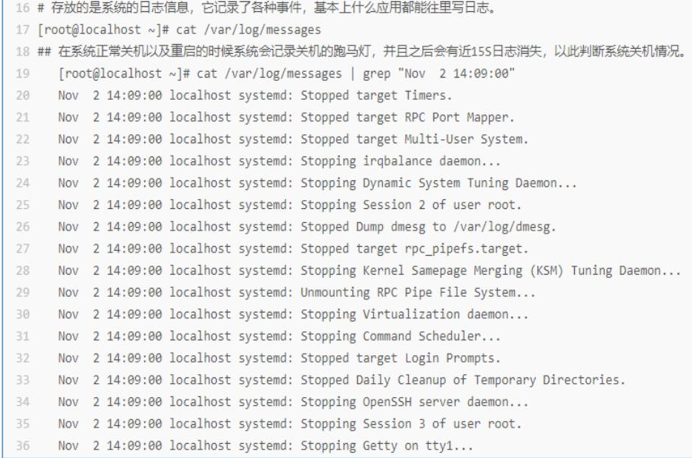 16 # 存放的是系统的日志信息，它记录了各种事件，基本上什么应用都能往里写日志。
17 [root@localhost ~]# cat /var/log/messages
18 ## 在系统正常关机以及重启的时候系统会记录关机的跑马灯，并且之后会有近15S日志消失，以此判断系统关机情况。
19 [root@localhost ~]# cat /var/log/messages | grep "Nov  2 14:09:00"
20 Nov  2 14:09:00 localhost systemd: Stopped target Timers.
21 Nov  2 14:09:00 localhost systemd: Stopped target RPC Port Mapper.
22 Nov  2 14:09:00 localhost systemd: Stopped target Multi-User System.
23 Nov  2 14:09:00 localhost systemd: Stopping irqbalance daemon...
24 Nov  2 14:09:00 localhost systemd: Stopping Dynamic System Tuning Daemon...
25 Nov  2 14:09:00 localhost systemd: Stopping Session 2 of user root.
26 Nov  2 14:09:00 localhost systemd: Stopped Dump dmesg to /var/log/dmesg.
27 Nov  2 14:09:00 localhost systemd: Stopped target rpc_pipefs.target.
28 Nov  2 14:09:00 localhost systemd: Stopping Kernel Samepage Merging (KSM) Tuning Daemon...
29 Nov  2 14:09:00 localhost systemd: Unmounting RPC Pipe File System...
30 Nov  2 14:09:00 localhost systemd: Stopping Virtualization daemon...
31 Nov  2 14:09:00 localhost systemd: Stopping Command Scheduler...
32 Nov  2 14:09:00 localhost systemd: Stopped target Login Prompts.
33 Nov  2 14:09:00 localhost systemd: Stopped Daily Cleanup of Temporary Directories.
34 Nov  2 14:09:00 localhost systemd: Stopping OpenSSH server daemon...
35 Nov  2 14:09:00 localhost systemd: Stopping Session 3 of user root.
36 Nov  2 14:09:00 localhost systemd: Stopping Getty on tty1...